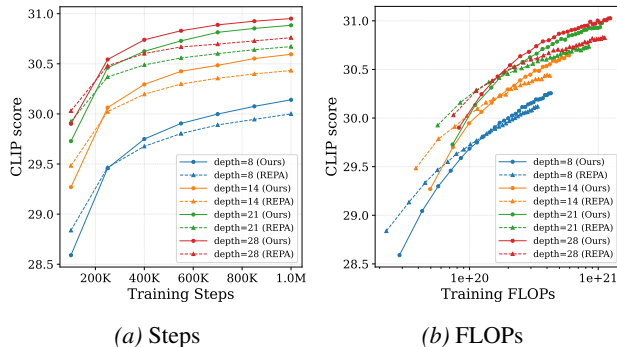 31.0
30.5
30.0
29.5
29.0
28.5
CLIP score
200K 400K 600K 800K 1.0M
Training Steps
depth=8 (Ours)
depth=8 (REPA)
depth=14 (Ours)
depth=14 (REPA)
depth=21 (Ours)
depth=21 (REPA)
depth=28 (Ours)
depth=28 (REPA)
(a) Steps
31.0
30.5
30.0
29.5
29.0
28.5
CLIP score
1e+20 1e+21
Training FLOPs
depth=8 (Ours)
depth=8 (REPA)
depth=14 (Ours)
depth=14 (REPA)
depth=21 (Ours)
depth=21 (REPA)
depth=28 (Ours)
depth=28 (REPA)
(b) FLOPs